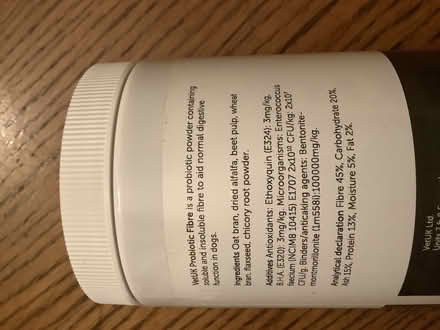 VetUK Probiotic Fibre is a probiotic powder containing
soluble and insoluble fibre to aid normal digestive
function in dogs.
Ingredients Oat bran, dried alfalfa, beet pulp, wheat
bran, flaxseed, chicory root powder.
Additives Antioxidants: Ethoxyquin (E324): 3mg/kg,
B.H.A. (E320): 3mg/kg. Microorganisms: Enterococcus
faecium (NCIMB 10415) E1707 2x10¹⁰ CFU/kg: 2x10⁷
CFU/g. Binders/anticaking agents: Bentonite-
montmorillonite (1m558i):100000mg/kg.
Analytical declaration Fibre 45%, Carbohydrate 20%,
Ash 15%, Protein 13%, Moisture 5%, Fat 2%.
VetUK Ltd.